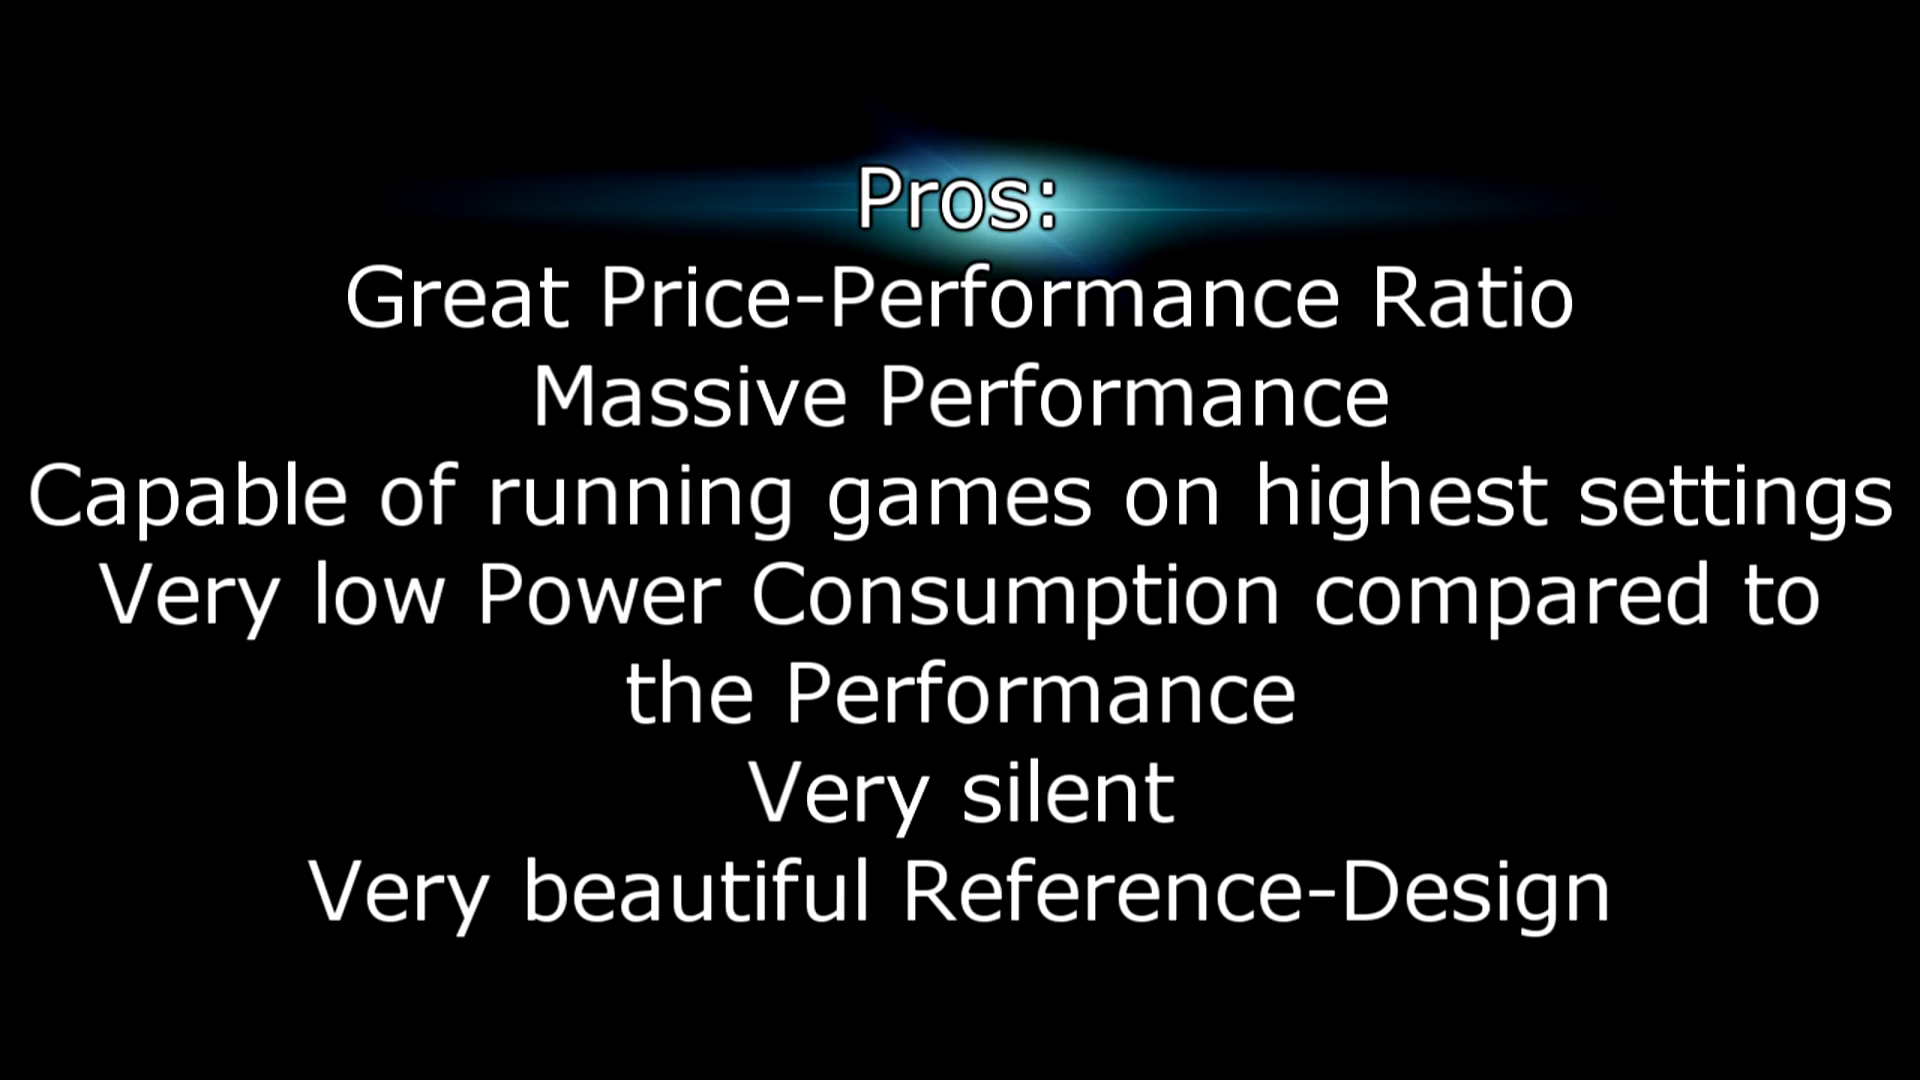 Pros:
Great Price-Performance Ratio
Massive Performance
Capable of running games on highest settings
Very low Power Consumption compared to
the Performance
Very silent
Very beautiful Reference-Design